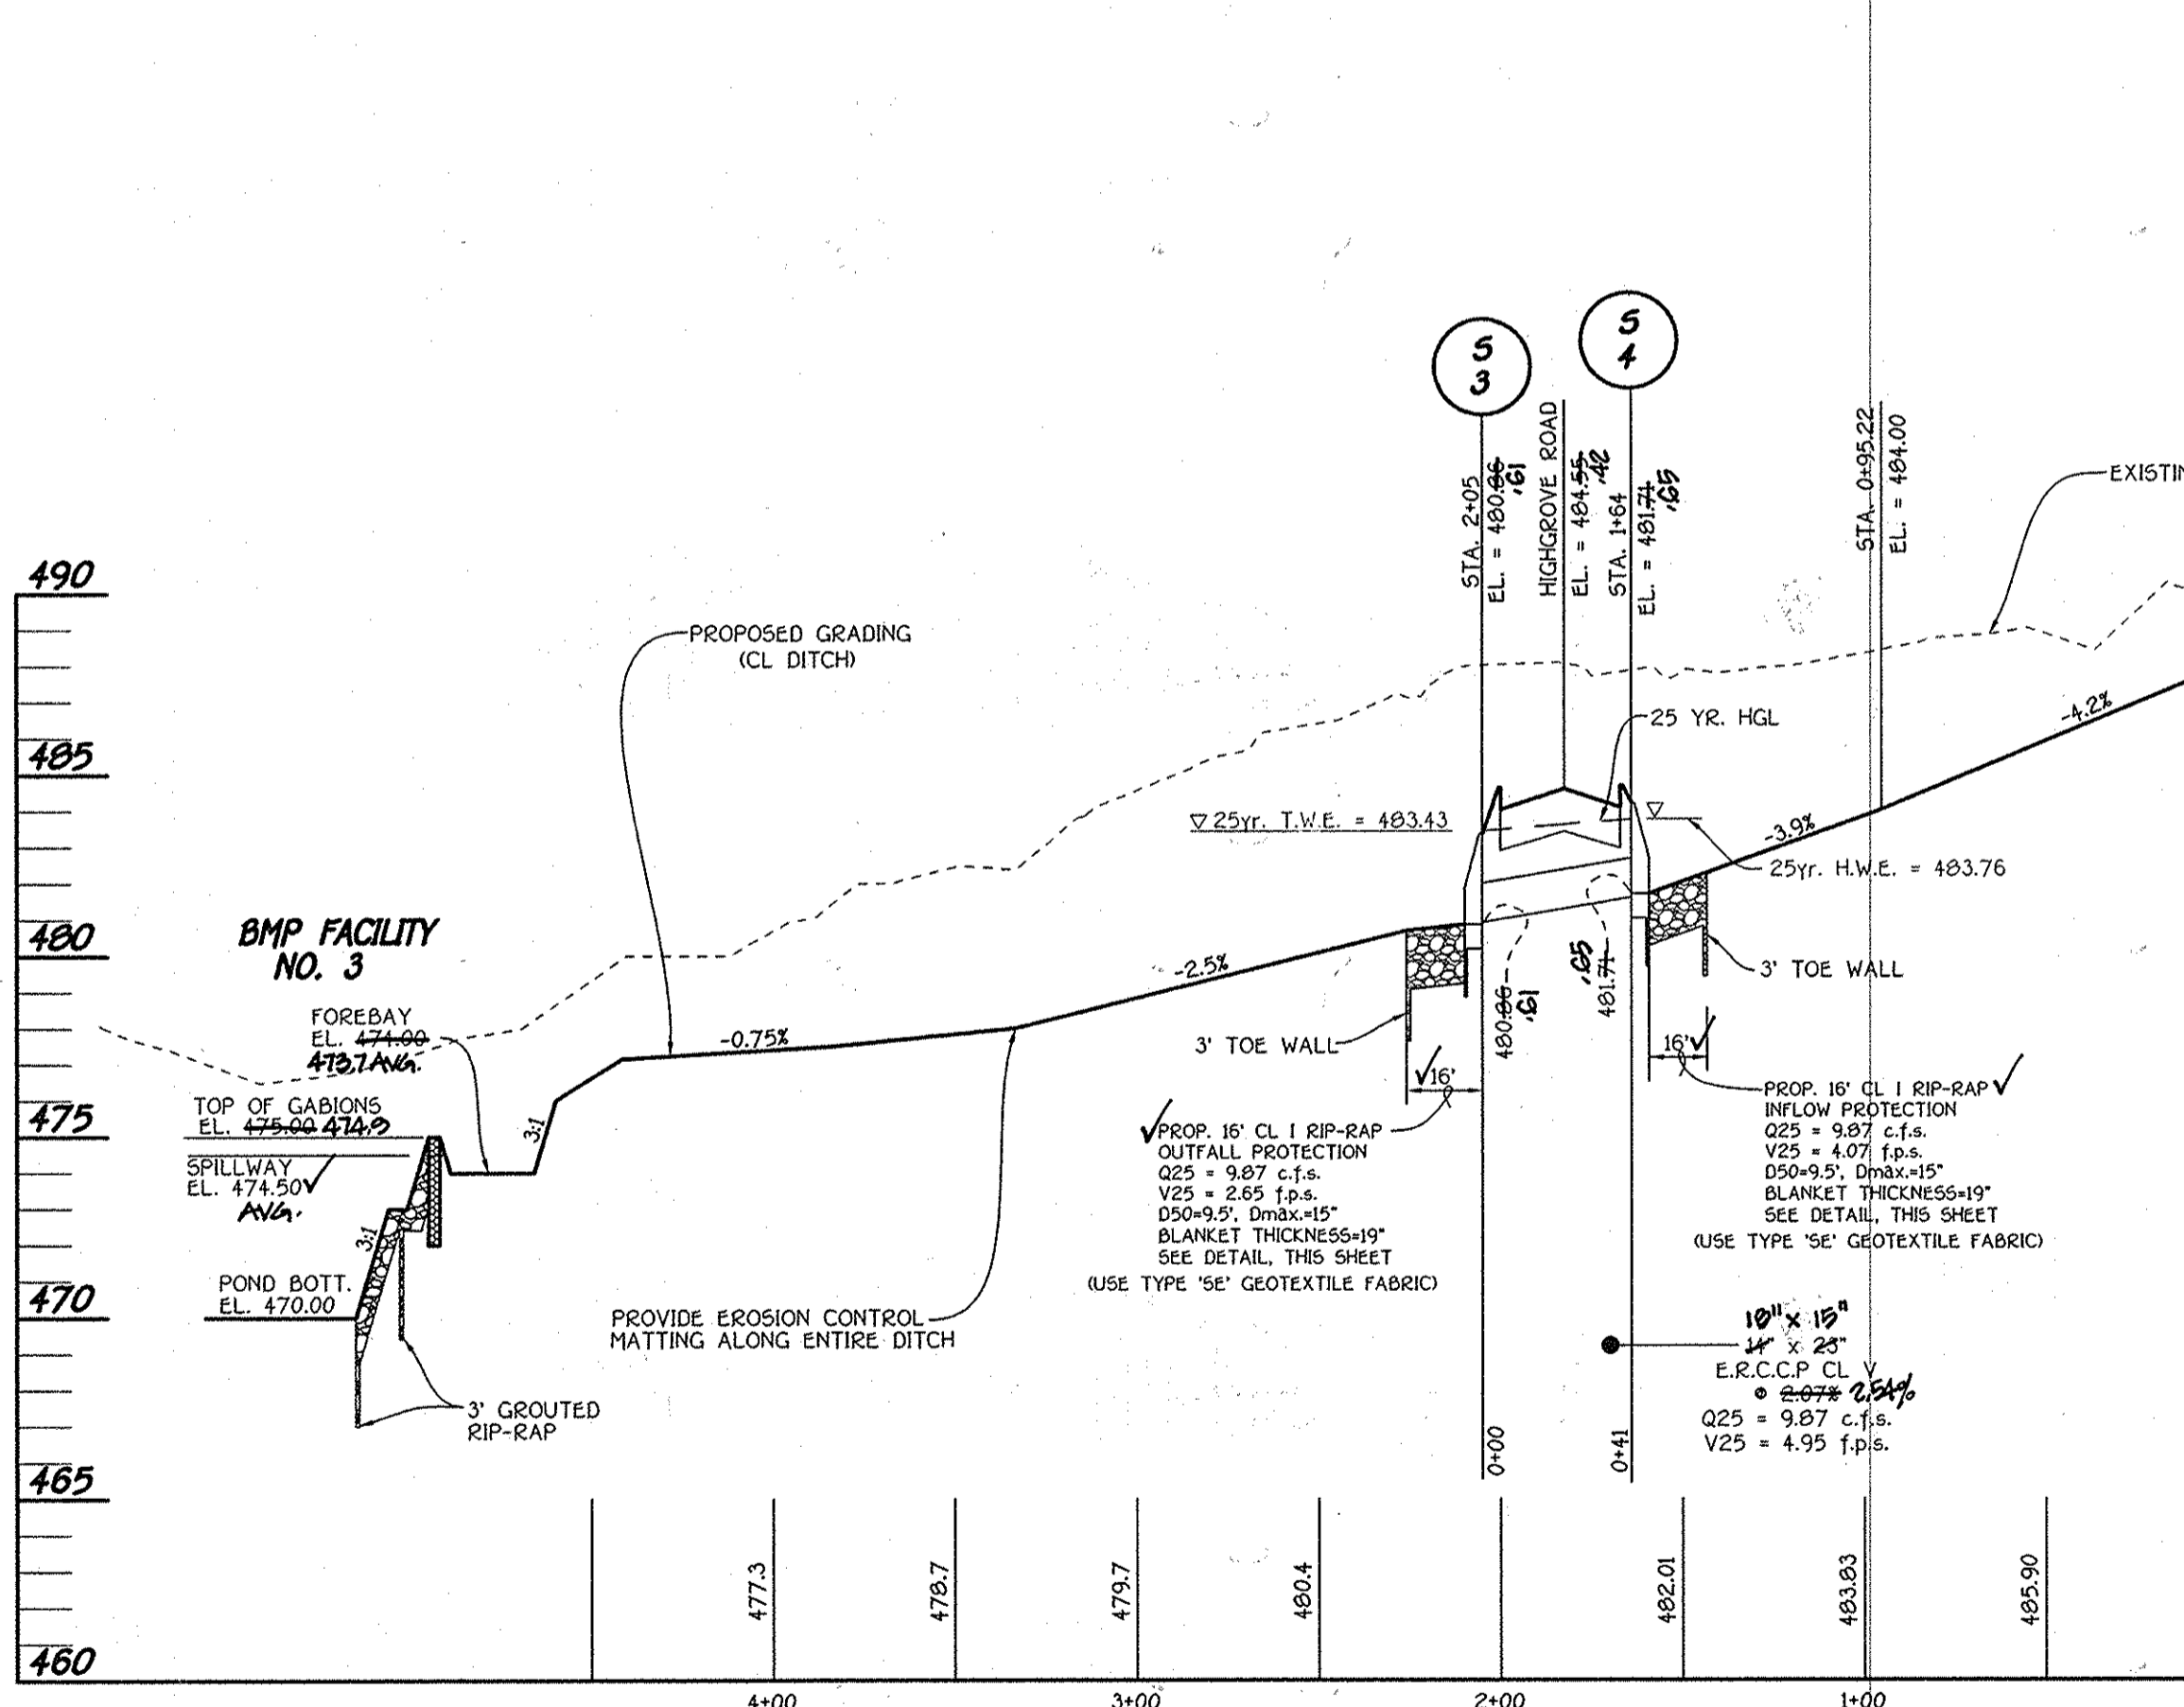 S
3
S
4
STA. 2+05
EL. = 480.86
.61
HIGHGROVE ROAD
EL. = 484.55
.42
STA. 1+64
EL. = 481.71
.65
STA. 0+95.22
EL. = 484.00
490
485
480
475
470
465
460
PROPOSED GRADING
(CL DITCH)
25 YR. HGL
-4.2%
25yr. T.W.E. = 483.43
-3.9%
25yr. H.W.E. = 483.76
BMP FACILITY
NO. 3
FOREBAY
EL. 474.00
473.7 AVG.
-0.75%
-2.5%
480.86
.61
.65
481.71
3' TOE WALL
3' TOE WALL
16'
16'
TOP OF GABIONS
EL. 475.00 474.9
SPILLWAY
EL. 474.50
AVG.
3:1
3:1
POND BOTT.
EL. 470.00
PROP. 16' CL I RIP-RAP
OUTFALL PROTECTION
Q25 = 9.87 c.f.s.
V25 = 2.65 f.p.s.
D50=9.5', Dmax.=15"
BLANKET THICKNESS=19"
SEE DETAIL, THIS SHEET
(USE TYPE 'SE' GEOTEXTILE FABRIC)
PROP. 16' CL I RIP-RAP
INFLOW PROTECTION
Q25 = 9.87 c.f.s.
V25 = 4.07 f.p.s.
D50=9.5', Dmax.=15"
BLANKET THICKNESS=19"
SEE DETAIL, THIS SHEET
(USE TYPE 'SE' GEOTEXTILE FABRIC)
PROVIDE EROSION CONTROL
MATTING ALONG ENTIRE DITCH
3' GROUTED
RIP-RAP
18" x 15"
14" x 23"
E.R.C.C.P CL V
@ 2.07% 2.54%
Q25 = 9.87 c.f.s.
V25 = 4.95 f.p.s.
0+00
0+41
477.3
478.7
479.7
480.4
482.01
483.83
485.90
4+00
3+00
2+00
1+00